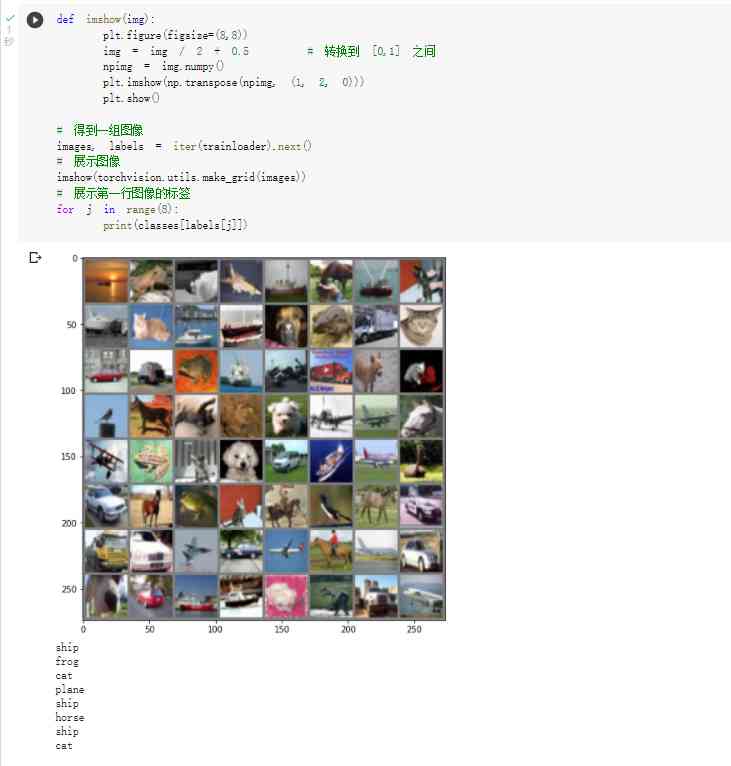 1
秒
def imshow(img):
plt.figure(figsize=(8,8))
img = img / 2 + 0.5 # 转换到 [0,1] 之间
npimg = img.numpy()
plt.imshow(np.transpose(npimg, (1, 2, 0)))
plt.show()
# 得到一组图像
images, labels = iter(trainloader).next()
# 展示图像
imshow(torchvision.utils.make_grid(images))
# 展示第一行图像的标签
for j in range(8):
print(classes[labels[j]])
0
50
100
150
200
250
0 50 100 150 200 250
ship
frog
cat
plane
ship
horse
ship
cat